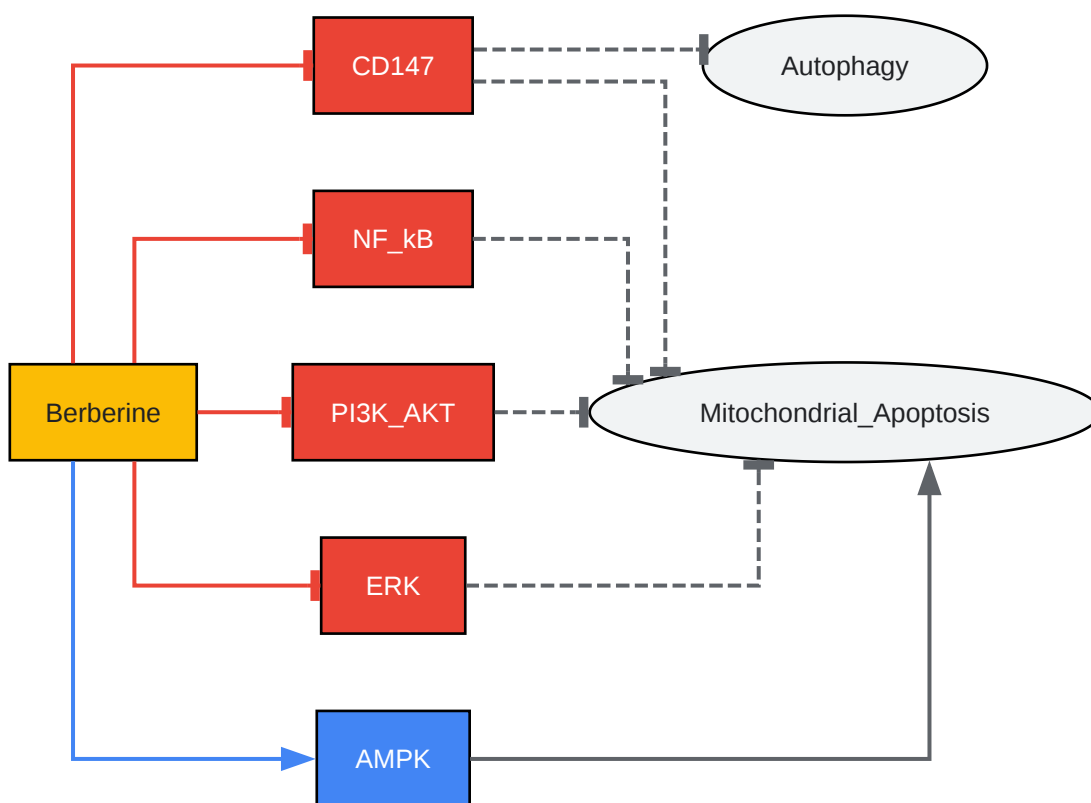 CD147
Autophagy
NF_kB
Berberine
PI3K_AKT
Mitochondrial_Apoptosis
ERK
AMPK